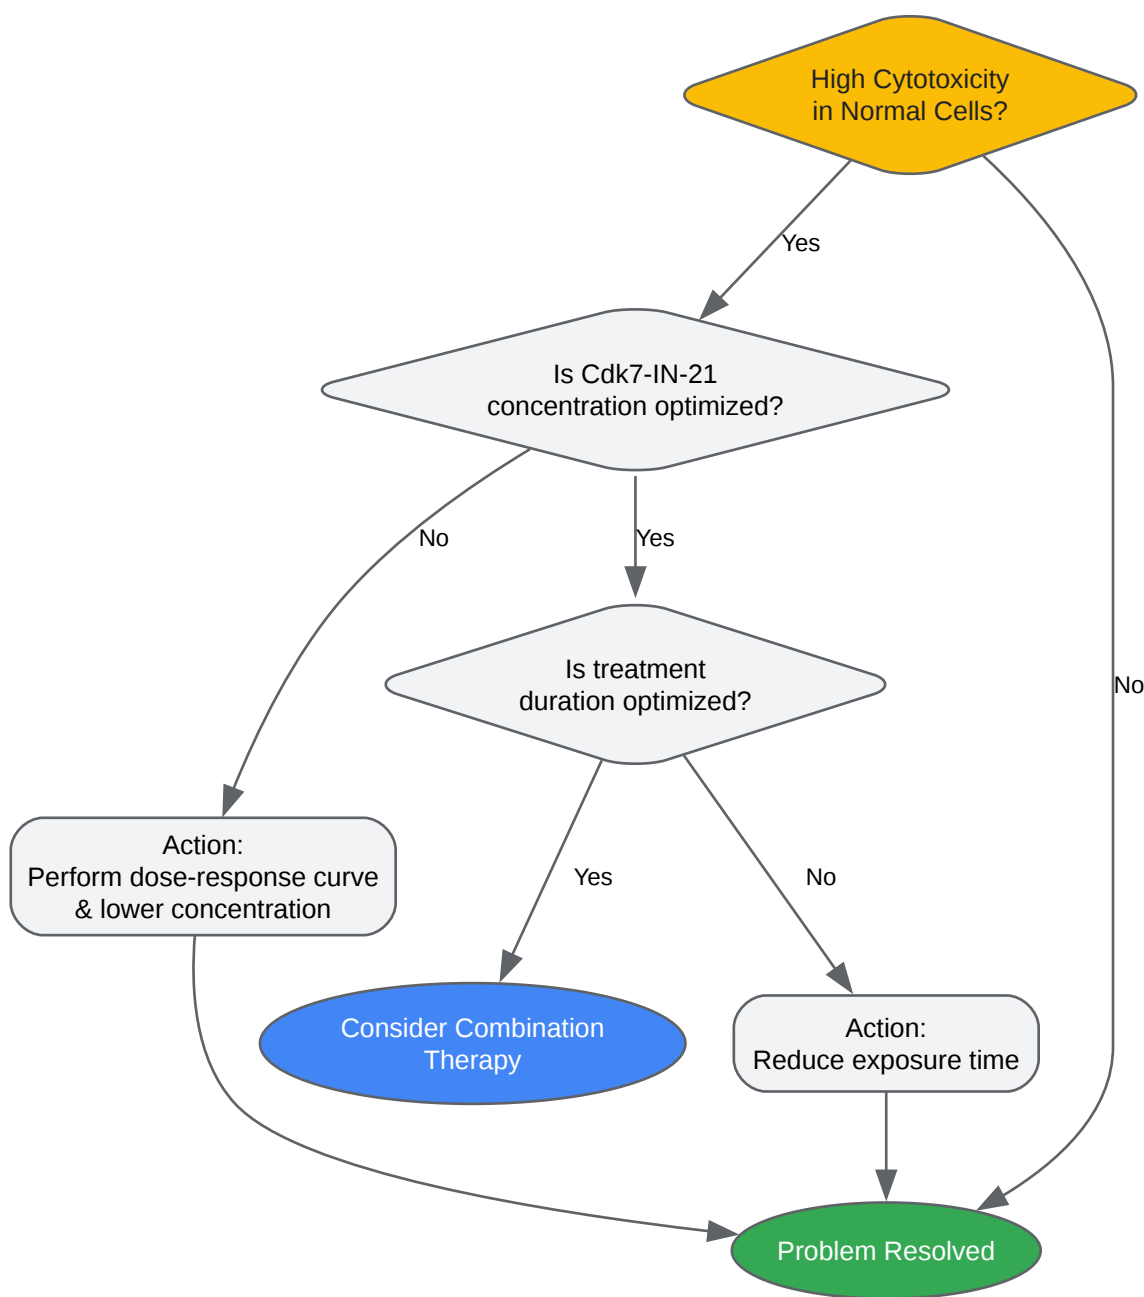 High Cytotoxicity
in Normal Cells?
Yes
Is Cdk7-IN-21
concentration optimized?
No
Yes
Is treatment
duration optimized?
No
Action:
Perform dose-response curve
& lower concentration
Yes
No
Consider Combination
Therapy
Action:
Reduce exposure time
Problem Resolved